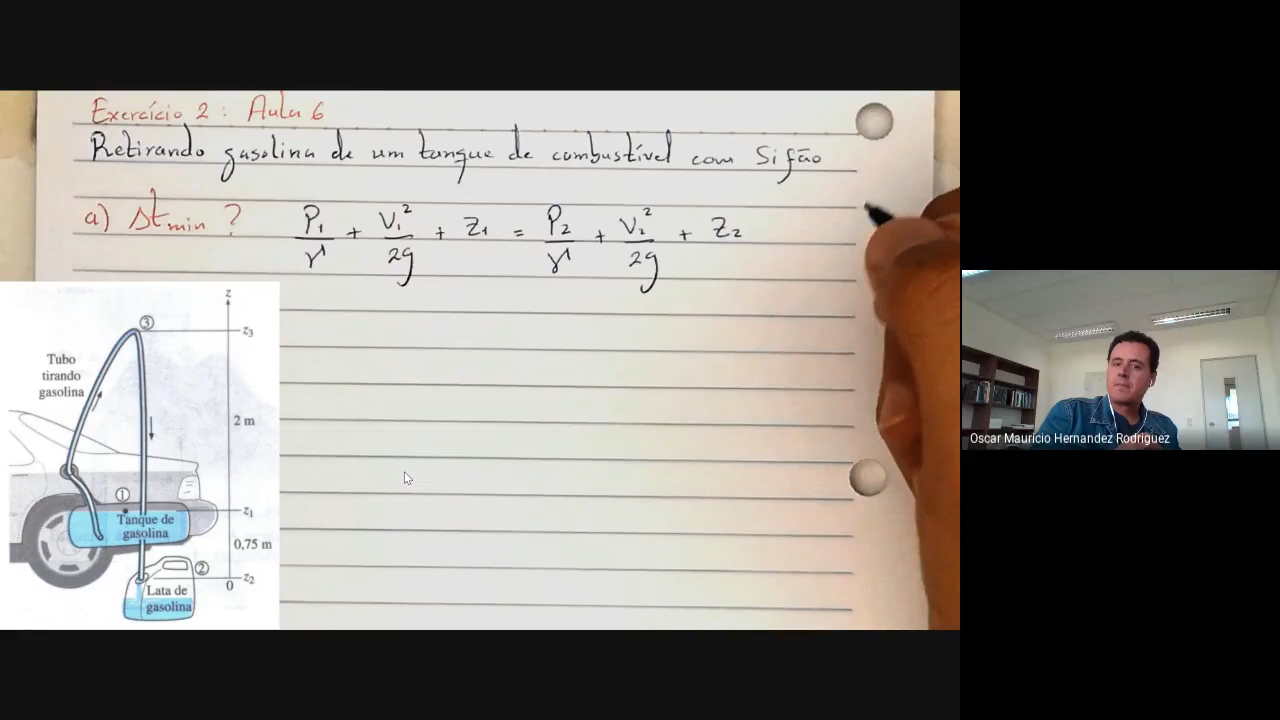 Exercício 2 : Aula 6
Retirando gasolina de um tanque de combustível com Sifão
a) Δt min ? P1/γ + V1²/2g + Z1 = P2/γ + V2²/2g + Z2
z
③
z3
Tubo
tirando
gasolina
2 m
①
z1
Tanque de
gasolina
0,75 m
②
z2
0
Lata de
gasolina
Oscar Maurício Hernandez Rodriguez